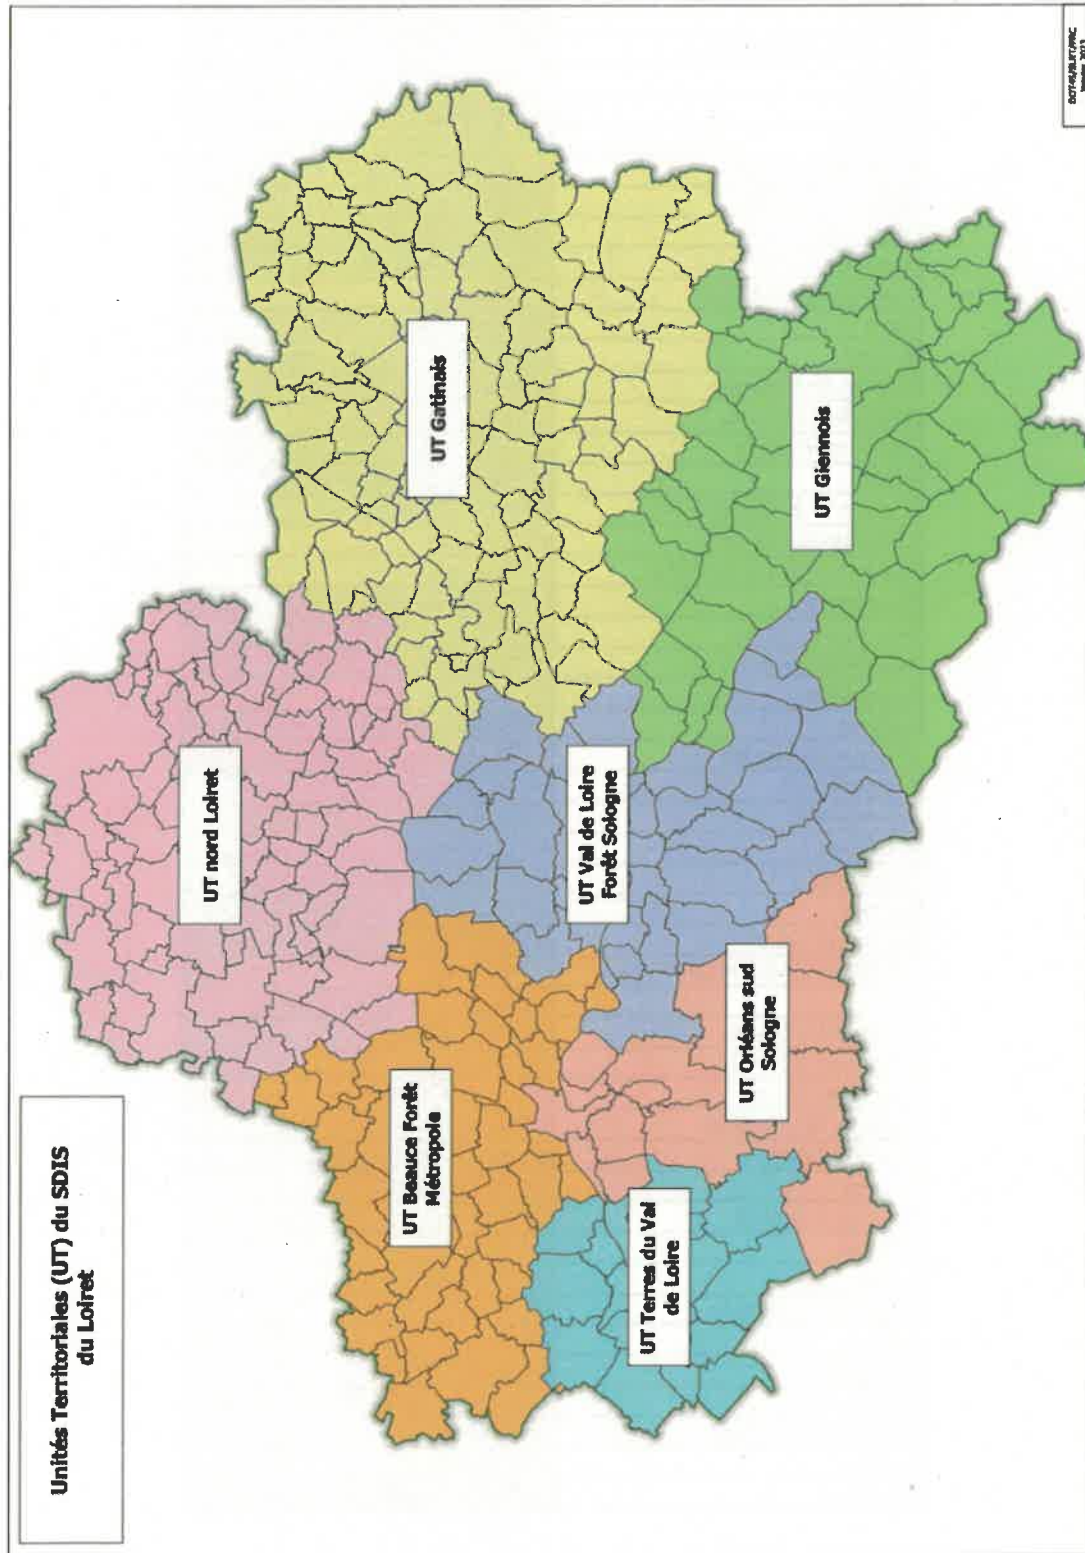 Unités Territoriales (UT) du SDIS
du Loiret
UT nord Loiret
UT Gatinais
UT Beauce Forêt
Métropole
UT Val de Loire
Forêt Sologne
UT Terres du Val
de Loire
UT Orléans sud
Sologne
UT Giennois